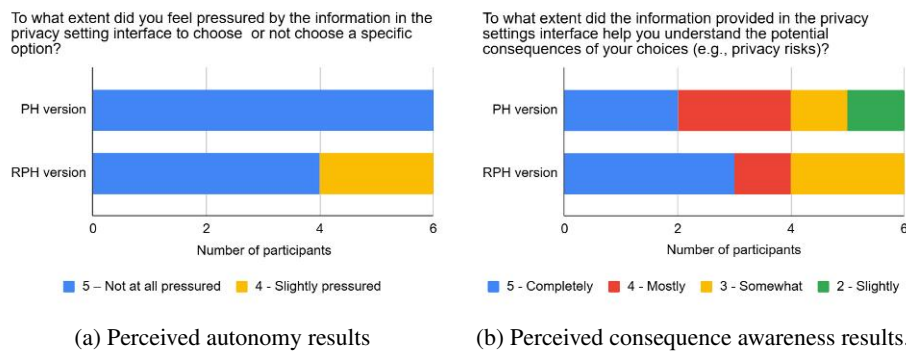 To what extent did you feel pressured by the information in the
privacy setting interface to choose or not choose a specific
option?
PH version
RPH version
0 2 4 6
Number of participants
5 – Not at all pressured 4 - Slightly pressured
(a) Perceived autonomy results
To what extent did the information provided in the privacy
settings interface help you understand the potential
consequences of your choices (e.g., privacy risks)?
PH version
RPH version
0 2 4 6
Number of participants
5 - Completely 4 - Mostly 3 - Somewhat 2 - Slightly
(b) Perceived consequence awareness results.